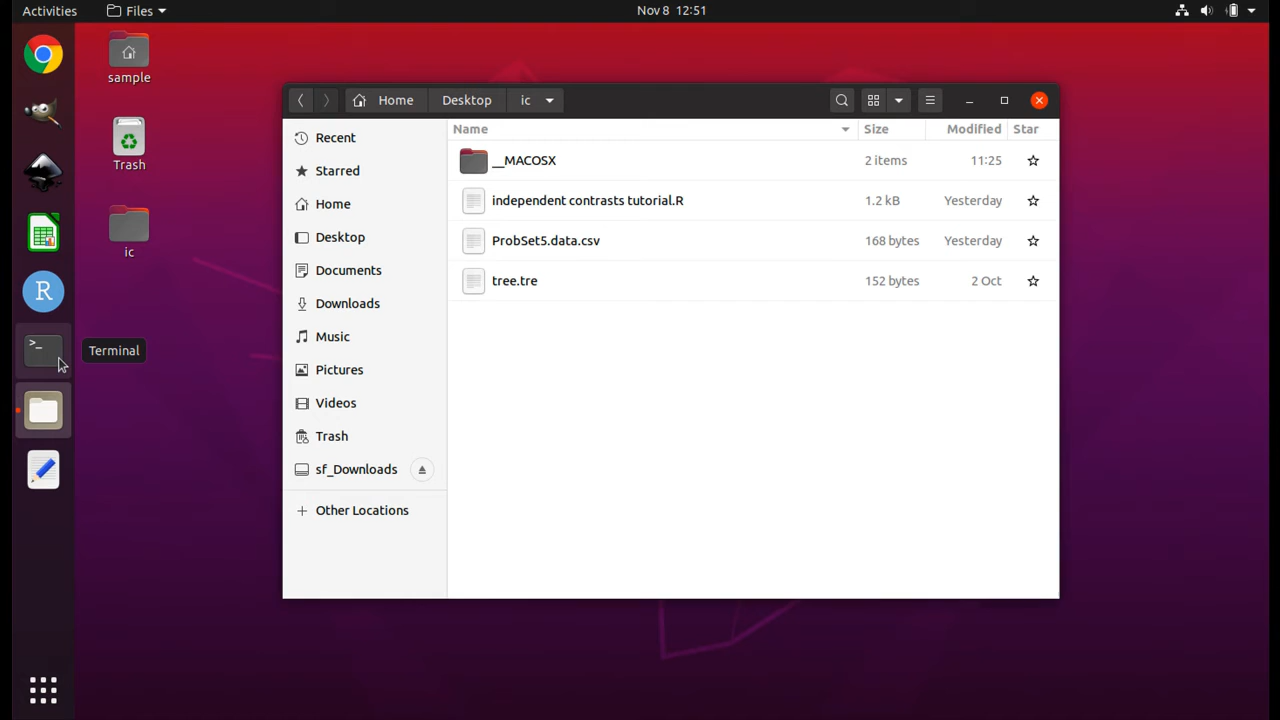 Activities Files Nov 8 12:51
sample
Trash
ic
Terminal
Home Desktop ic
Recent
Starred
Home
Desktop
Documents
Downloads
Music
Pictures
Videos
Trash
sf_Downloads
+ Other Locations
Name Size Modified Star
__MACOSX 2 items 11:25
independent contrasts tutorial.R 1.2 kB Yesterday
ProbSet5.data.csv 168 bytes Yesterday
tree.tre 152 bytes 2 Oct
R
>_